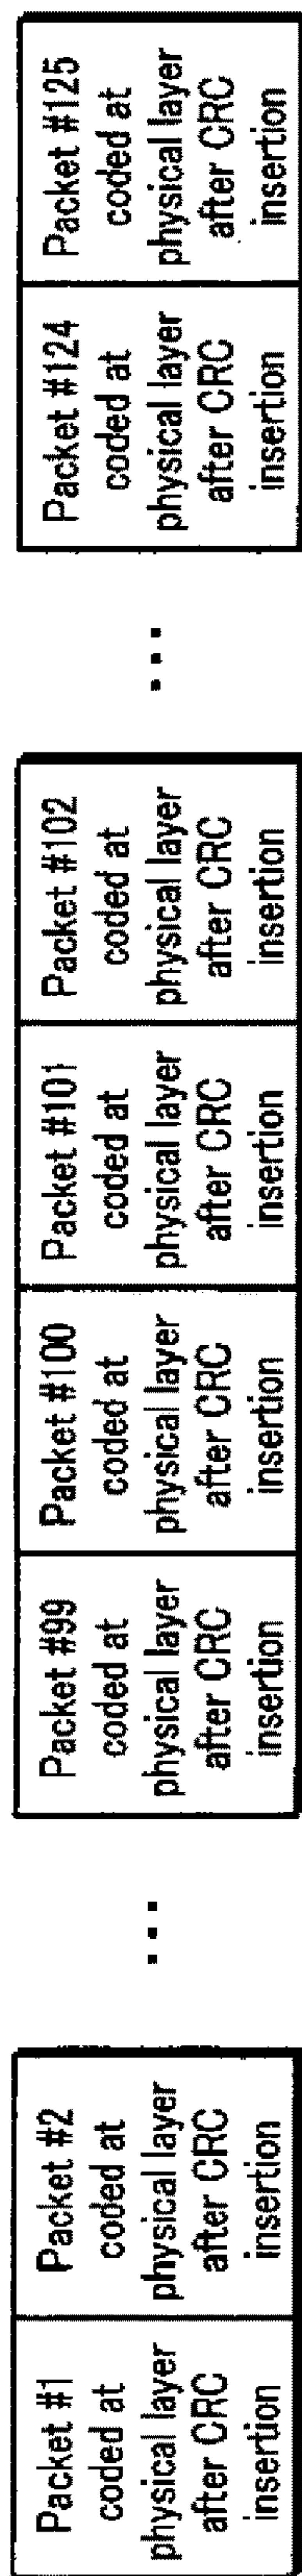 Packet #1
coded at
physical layer
after CRC
insertion
Packet #2
coded at
physical layer
after CRC
insertion
...
Packet #99
coded at
physical layer
after CRC
insertion
Packet #100
coded at
physical layer
after CRC
insertion
Packet #101
coded at
physical layer
after CRC
insertion
Packet #102
coded at
physical layer
after CRC
insertion
...
Packet #124
coded at
physical layer
after CRC
insertion
Packet #125
coded at
physical layer
after CRC
insertion